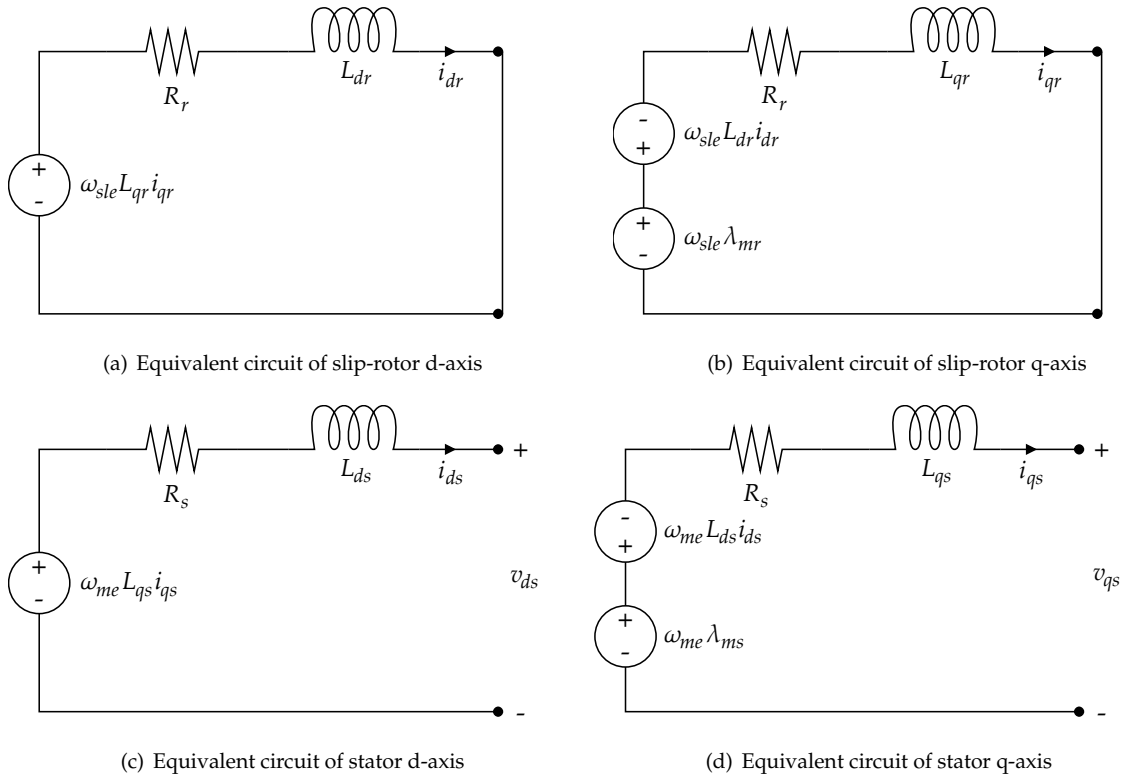 R_r
L_dr
i_dr
+
-
ω_sle L_qr i_qr
(a) Equivalent circuit of slip-rotor d-axis
R_r
L_qr
i_qr
-
+
ω_sle L_dr i_dr
+
-
ω_sle λ_mr
(b) Equivalent circuit of slip-rotor q-axis
R_s
L_ds
i_ds
+
+
-
ω_me L_qs i_qs
v_ds
-
(c) Equivalent circuit of stator d-axis
R_s
L_qs
i_qs
+
-
+
ω_me L_ds i_ds
+
-
ω_me λ_ms
v_qs
-
(d) Equivalent circuit of stator q-axis